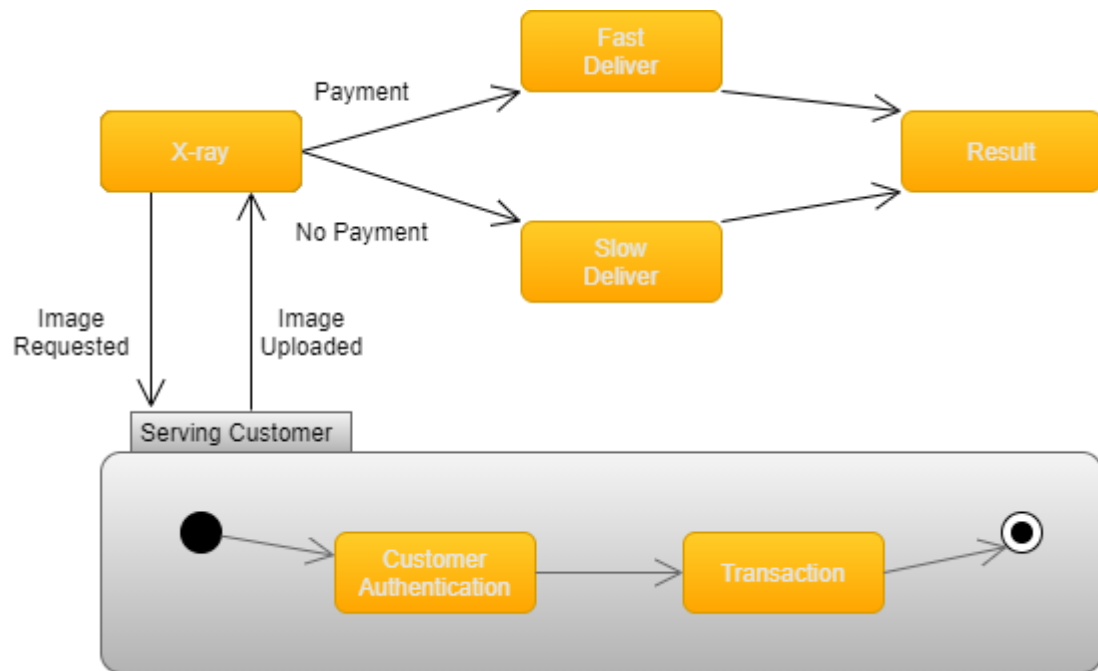 Fast
Deliver
Payment
X-ray
Result
No Payment
Slow
Deliver
Image
Requested
Image
Uploaded
Serving Customer
Customer
Authentication
Transaction